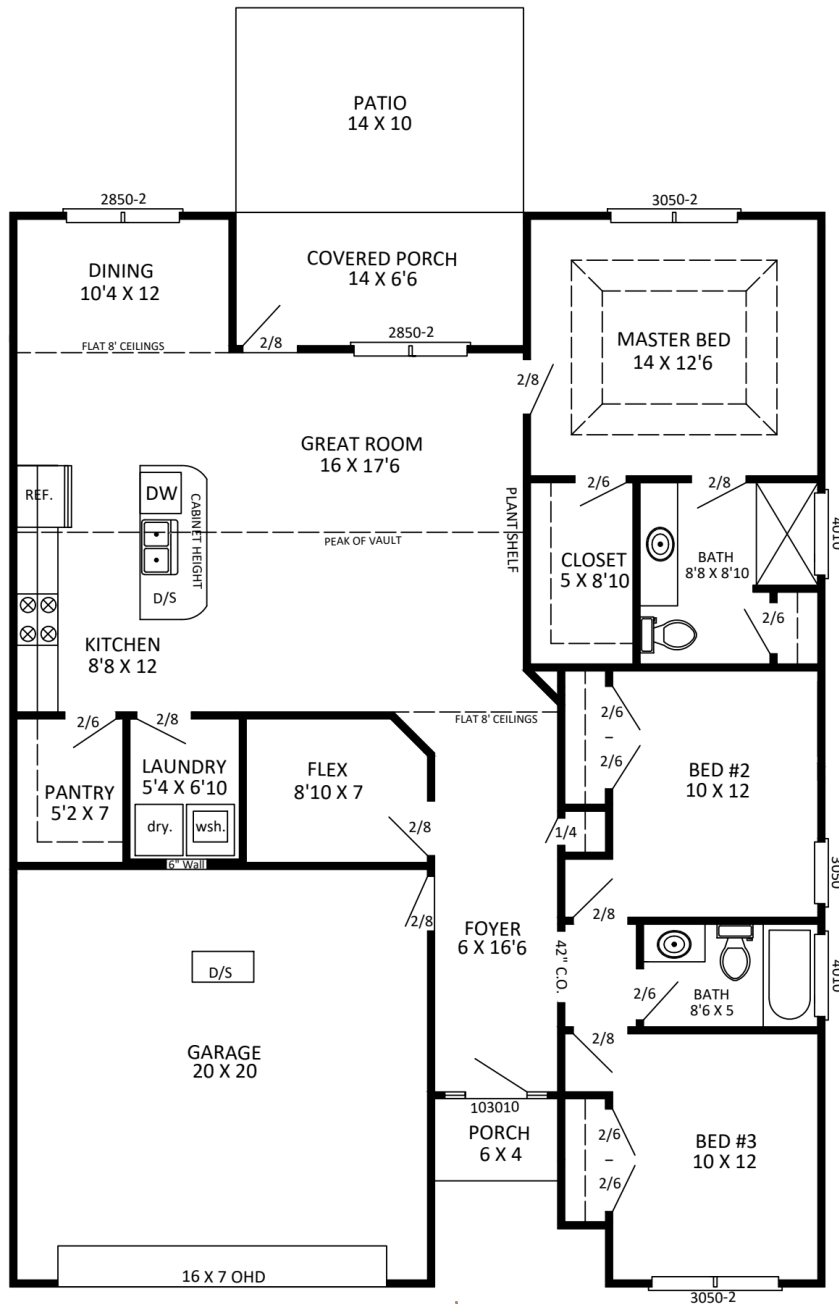 PATIO
14 X 10
2850-2
3050-2
DINING
10'4 X 12
COVERED PORCH
14 X 6'6
FLAT 8' CEILINGS
2/8
2850-2
MASTER BED
14 X 12'6
2/8
GREAT ROOM
16 X 17'6
REF.
DW
CABINET HEIGHT
D/S
PEAK OF VAULT
PLANT SHELF
2/6
2/8
4010
CLOSET
5 X 8'10
BATH
8'8 X 8'10
2/6
KITCHEN
8'8 X 12
FLAT 8' CEILINGS
2/6
2/8
2/6
2/6
PANTRY
5'2 X 7
LAUNDRY
5'4 X 6'10
dry.
wsh.
6" Wall
FLEX
8'10 X 7
2/8
1/4
BED #2
10 X 12
3050
2/8
2/8
FOYER
6 X 16'6
42" C.O.
D/S
2/6
BATH
8'6 X 5
4010
2/8
GARAGE
20 X 20
103010
PORCH
6 X 4
2/6
2/6
BED #3
10 X 12
16 X 7 OHD
3050-2